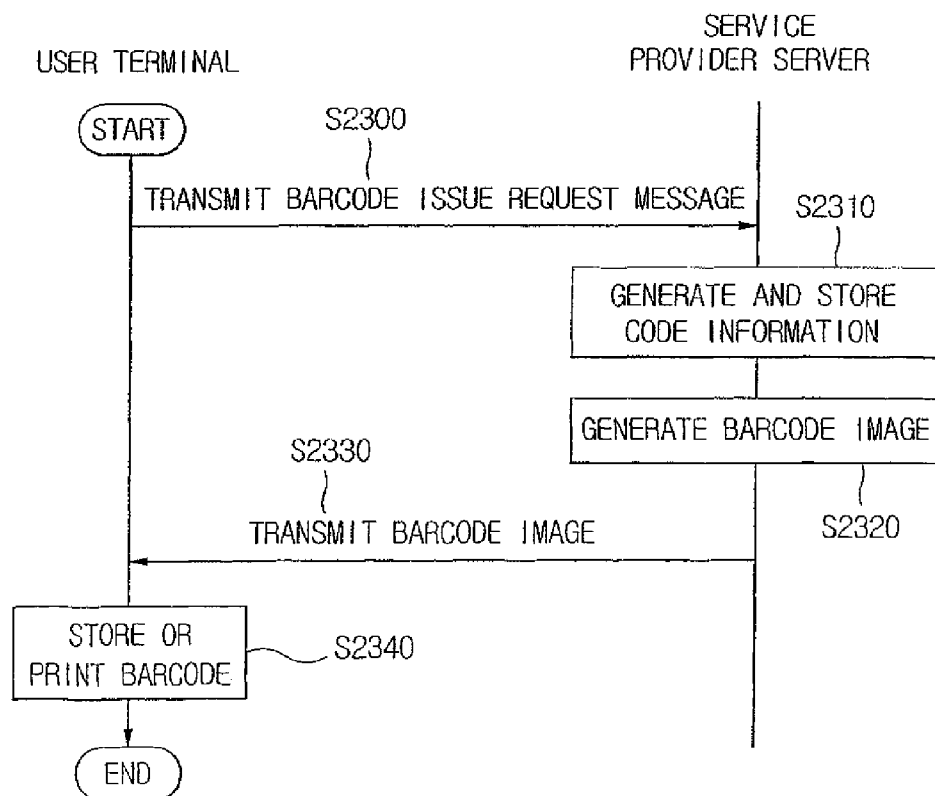 USER TERMINAL
SERVICE
PROVIDER SERVER
START
S2300
TRANSMIT BARCODE ISSUE REQUEST MESSAGE
S2310
GENERATE AND STORE
CODE INFORMATION
GENERATE BARCODE IMAGE
S2320
S2330
TRANSMIT BARCODE IMAGE
STORE OR
PRINT BARCODE
S2340
END